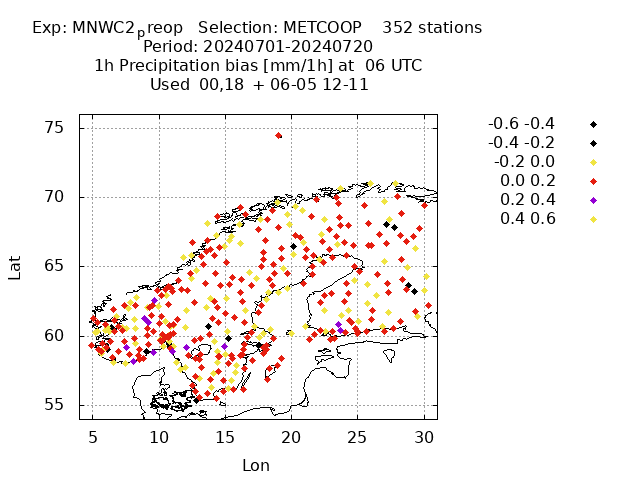 Exp: MNWC2preop   Selection: METCOOP    352 stations
Period: 20240701-20240720
1h Precipitation bias [mm/1h] at  06 UTC
Used  00,18  + 06-05 12-11
-0.6 -0.4
-0.4 -0.2
-0.2 0.0
0.0 0.2
0.2 0.4
0.4 0.6
75
70
65
60
55
Lat
5 10 15 20 25 30
Lon